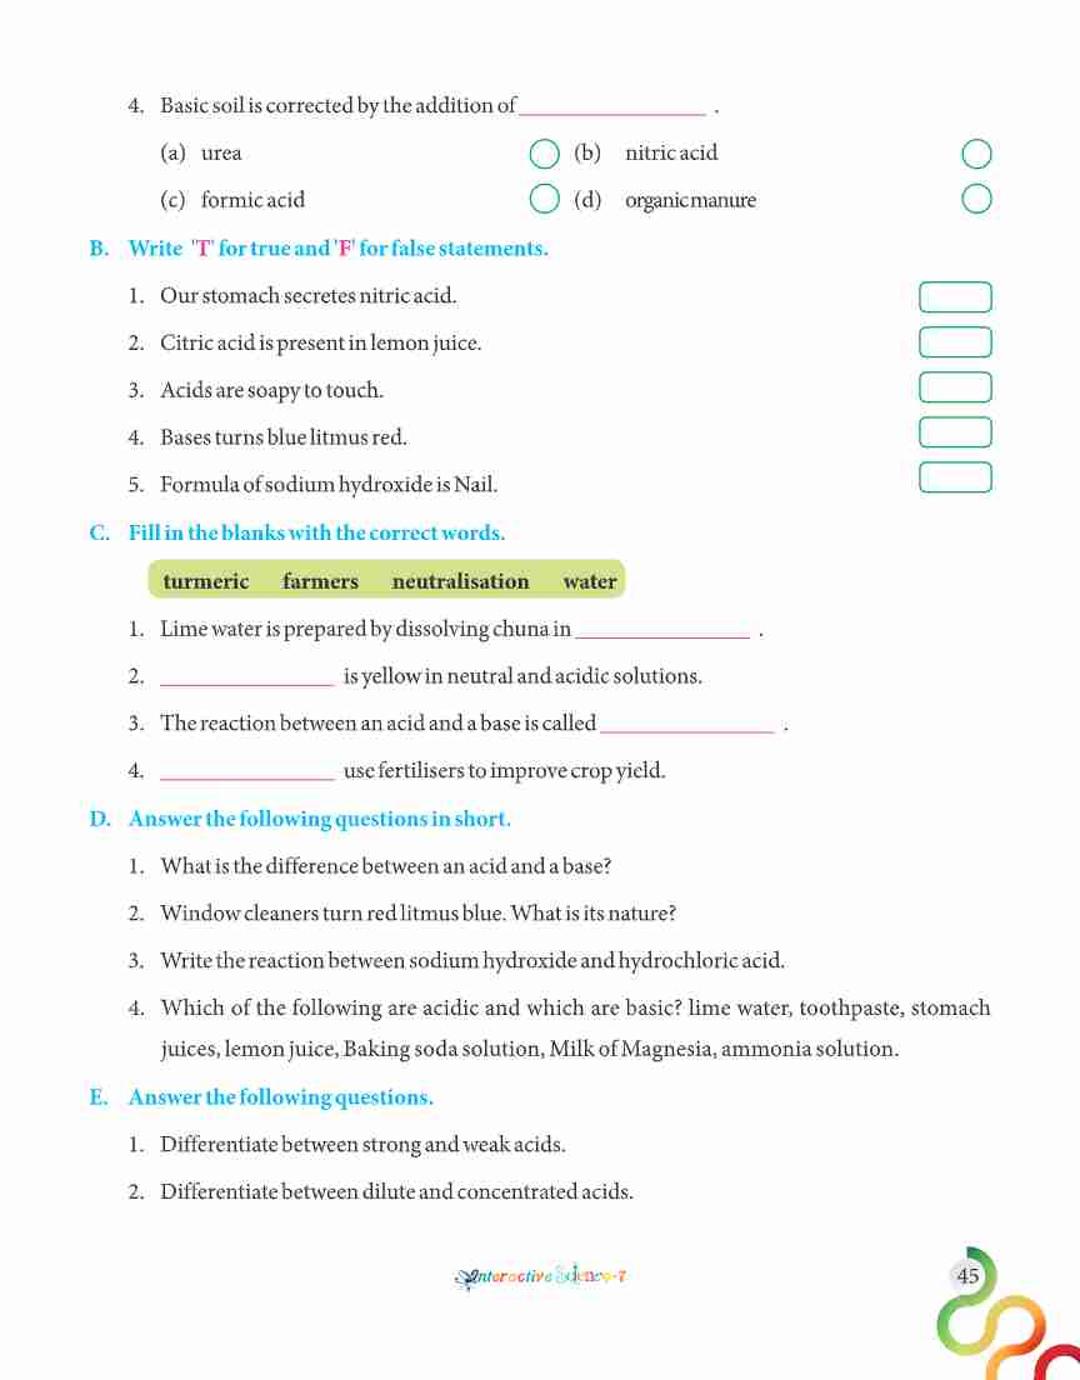 4. Basic soil is corrected by the addition of ____________ .
(a) urea (b) nitric acid
(c) formic acid (d) organic manure
B. Write 'T' for true and 'F' for false statements.
1. Our stomach secretes nitric acid.
2. Citric acid is present in lemon juice.
3. Acids are soapy to touch.
4. Bases turns blue litmus red.
5. Formula of sodium hydroxide is Nail.
C. Fill in the blanks with the correct words.
turmeric farmers neutralisation water
1. Lime water is prepared by dissolving chuna in ____________ .
2. ____________ is yellow in neutral and acidic solutions.
3. The reaction between an acid and a base is called ____________ .
4. ____________ use fertilisers to improve crop yield.
D. Answer the following questions in short.
1. What is the difference between an acid and a base?
2. Window cleaners turn red litmus blue. What is its nature?
3. Write the reaction between sodium hydroxide and hydrochloric acid.
4. Which of the following are acidic and which are basic? lime water, toothpaste, stomach
juices, lemon juice, Baking soda solution, Milk of Magnesia, ammonia solution.
E. Answer the following questions.
1. Differentiate between strong and weak acids.
2. Differentiate between dilute and concentrated acids.
Interactive Science-7
45